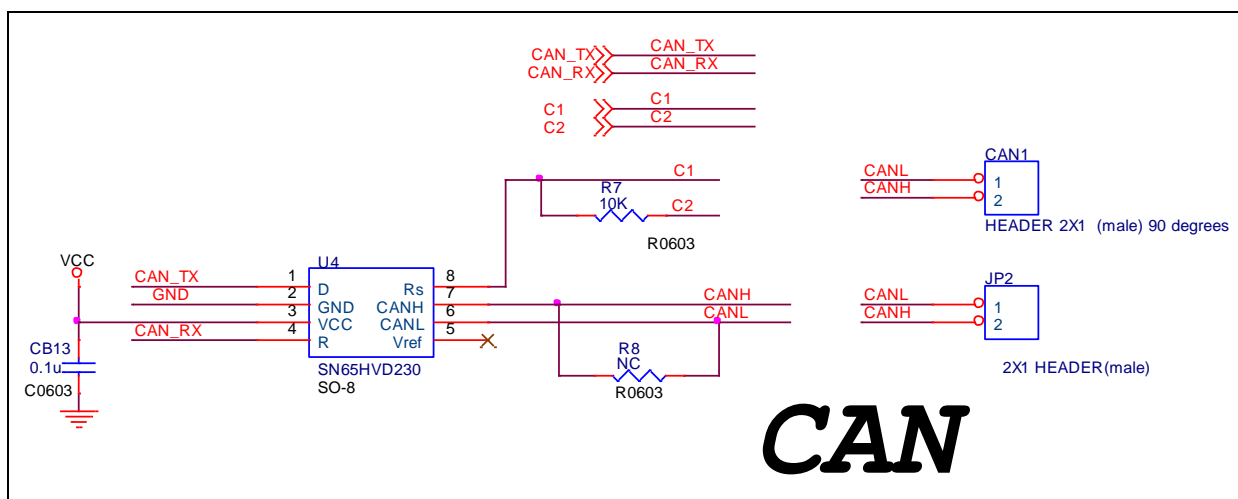 CAN_TX CAN_TX
CAN_RX CAN_RX
C1 C1
C2 C2
C1
R7
10K
C2
R0603
CANL
CANH
CAN1
1
2
HEADER 2X1 (male) 90 degrees
VCC
CAN_TX
GND
CAN_RX
1
2
3
4
U4
D
GND
VCC
R
Rs
CANH
CANL
Vref
8
7
6
5
SN65HVD230
SO-8
CANH
CANL
CANL
CANH
JP2
1
2
2X1 HEADER(male)
CB13
0.1u
C0603
R8
NC
R0603
CAN